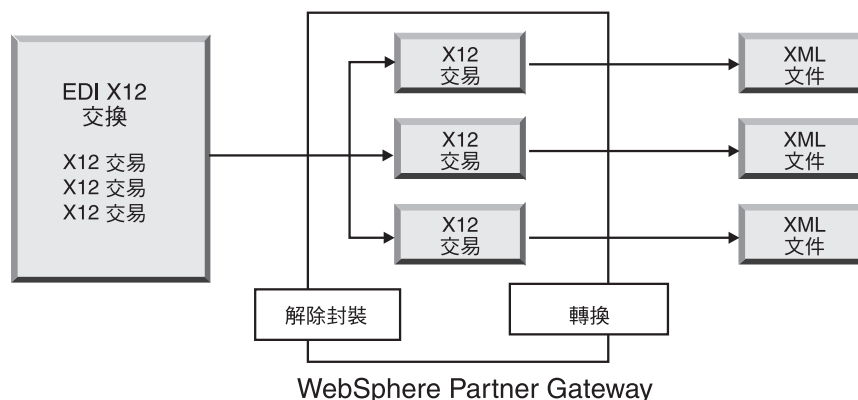 EDI X12
交換
X12 交易
X12 交易
X12 交易
X12
交易
XML
文件
X12
交易
XML
文件
X12
交易
XML
文件
解除封裝
轉換
WebSphere Partner Gateway